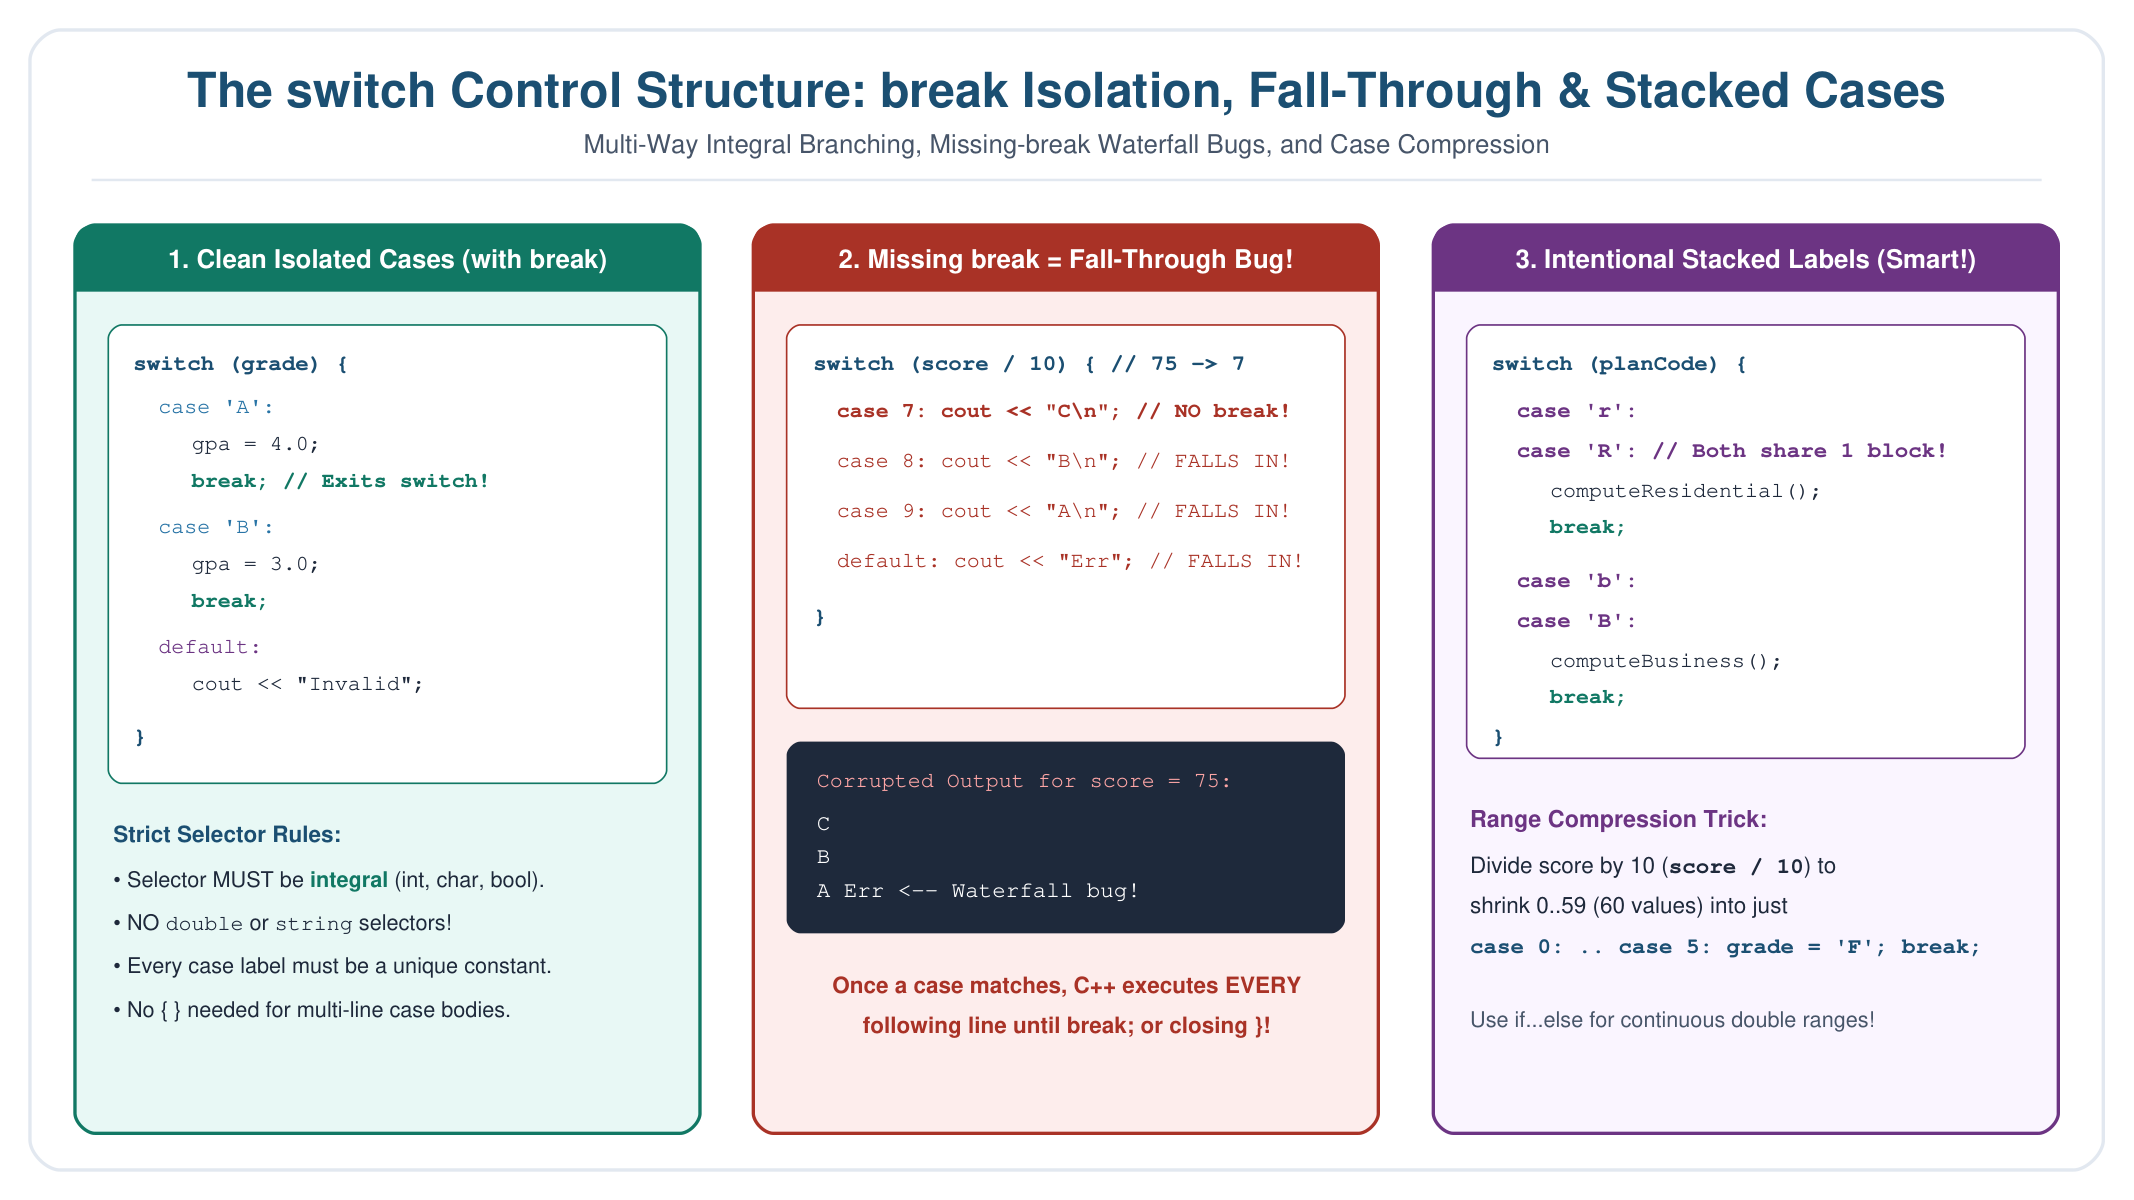 The switch Control Structure: break Isolation, Fall-Through & Stacked Cases
Multi-Way Integral Branching, Missing-break Waterfall Bugs, and Case Compression
1. Clean Isolated Cases (with break)
switch (grade) {
case 'A':
gpa = 4.0;
break; // Exits switch!
case 'B':
gpa = 3.0;
break;
default:
cout << "Invalid";
}
Strict Selector Rules:
• Selector MUST be integral (int, char, bool).
• NO double or string selectors!
• Every case label must be a unique constant.
• No { } needed for multi-line case bodies.
2. Missing break = Fall-Through Bug!
switch (score / 10) { // 75 -> 7
case 7: cout << "C\n"; // NO break!
case 8: cout << "B\n"; // FALLS IN!
case 9: cout << "A\n"; // FALLS IN!
default: cout << "Err"; // FALLS IN!
}
Corrupted Output for score = 75:
C
B
A Err <-- Waterfall bug!
Once a case matches, C++ executes EVERY
following line until break; or closing }!
3. Intentional Stacked Labels (Smart!)
switch (planCode) {
case 'r':
case 'R': // Both share 1 block!
computeResidential();
break;
case 'b':
case 'B':
computeBusiness();
break;
}
Range Compression Trick:
Divide score by 10 (score / 10) to
shrink 0..59 (60 values) into just
case 0: .. case 5: grade = 'F'; break;
Use if...else for continuous double ranges!